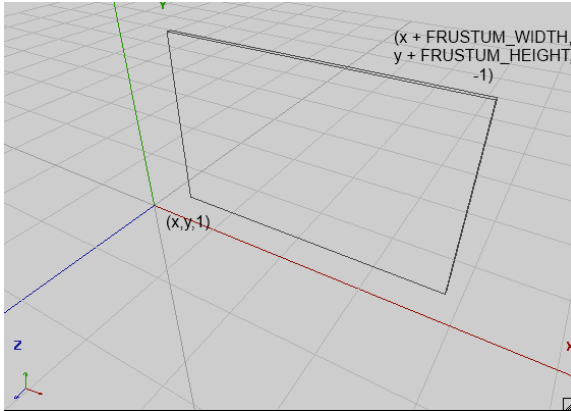 Y
(x + FRUSTUM_WIDTH,
y + FRUSTUM_HEIGHT,
-1)
(x,y,1)
Z
X